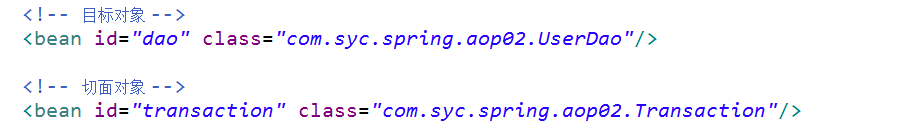 <!-- 目标对象 -->
<bean id="dao" class="com.syc.spring.aop02.UserDao"/>
<!-- 切面对象 -->
<bean id="transaction" class="com.syc.spring.aop02.Transaction"/>